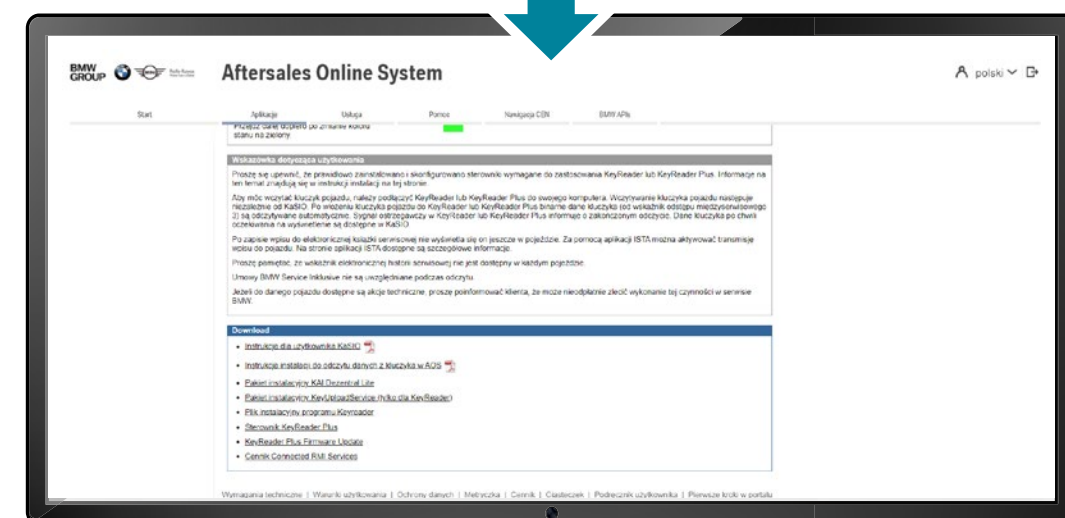 BMW
GROUP
Aftersales Online System
polski
Start
Aplikacje
Usługa
Pomoc
Nawigacja CBN
BMW APIs
Przejdź dalej dopiero po zmianie koloru
stanu na zielony.
Wskazówka dotycząca użytkowania
Proszę się upewnić, że prawidłowo zainstalowano i skonfigurowano sterowniki wymagane do zastosowania KeyReader lub KeyReader Plus. Informacje na
ten temat znajdują się w instrukcji instalacji na tej stronie.
Aby móc wczytać kluczyk pojazdu, należy podłączyć KeyReader lub KeyReader Plus do swojego komputera. Wczytywanie kluczyka pojazdu następuje
niezależnie od KaSIO. Po włożeniu kluczyka pojazdu do KeyReader lub KeyReader Plus binarne dane kluczyka (od wskaźnik odstępu międzyserwisowego
3) są odczytywane automatycznie. Sygnał ostrzegawczy w KeyReader lub KeyReader Plus informuje o zakończonym odczycie. Dane kluczyka po chwili
oczekiwania na wyświetlenie są dostępne w KaSIO
Po zapisie wpisu do elektronicznej książki serwisowej nie wyświetla się on jeszcze w pojeździe. Za pomocą aplikacji ISTA można aktywować transmisję
wpisu do pojazdu. Na stronie aplikacji ISTA dostępne są szczegółowe informacje.
Proszę pamiętać, że wskaźnik elektronicznej historii serwisowej nie jest dostępny w każdym pojeździe.
Umowy BMW Service Inklusive nie są uwzględniane podczas odczytu.
Jeżeli do danego pojazdu dostępne są akcje techniczne, proszę poinformować klienta, że może nieodpłatnie zlecić wykonanie tej czynności w serwisie
BMW.
Download
• Instrukcja dla użytkownika KaSIO
• Instrukcja instalacji do odczytu danych z kluczyka w AOS
• Pakiet instalacyjny KAI Dezentral Lite
• Pakiet instalacyjny KeyUploadService (tylko dla KeyReader)
• Plik instalacyjny programu Keyreader
• Sterownik KeyReader Plus
• KeyReader Plus Firmware Update
• Cennik Connected RMI Services
Wymagania techniczne | Warunki użytkowania | Ochrony danych | Metryczka | Cennik | Ciasteczek | Podręcznik użytkownika | Pierwsze kroki w portalu